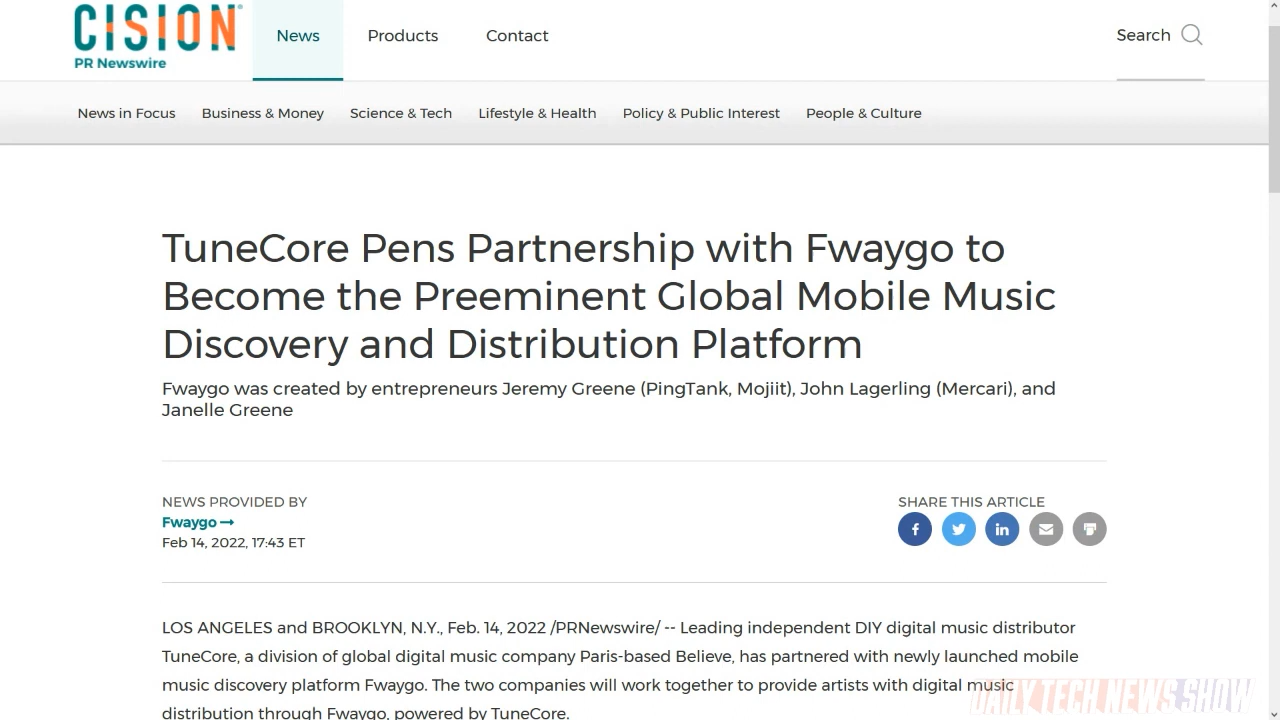 CISION
PR Newswire
News
Products
Contact
Search
News in Focus
Business & Money
Science & Tech
Lifestyle & Health
Policy & Public Interest
People & Culture
TuneCore Pens Partnership with Fwaygo to
Become the Preeminent Global Mobile Music
Discovery and Distribution Platform
Fwaygo was created by entrepreneurs Jeremy Greene (PingTank, Mojiit), John Lagerling (Mercari), and
Janelle Greene
NEWS PROVIDED BY
Fwaygo
Feb 14, 2022, 17:43 ET
SHARE THIS ARTICLE
LOS ANGELES and BROOKLYN, N.Y., Feb. 14, 2022 /PRNewswire/ -- Leading independent DIY digital music distributor
TuneCore, a division of global digital music company Paris-based Believe, has partnered with newly launched mobile
music discovery platform Fwaygo. The two companies will work together to provide artists with digital music
distribution through Fwaygo, powered by TuneCore.
DAILY TECH NEWS SHOW